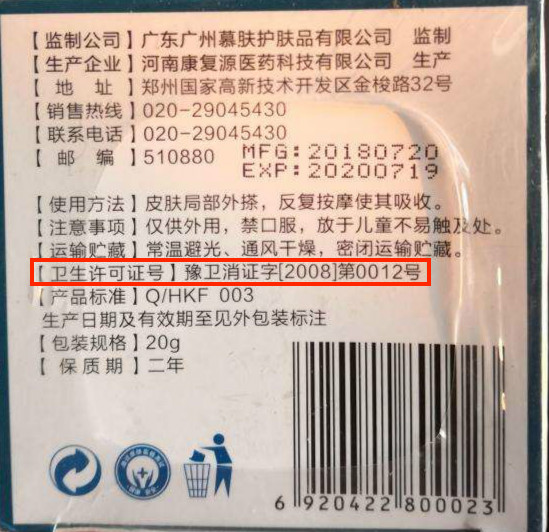 【监制公司】广东广州慕肤护肤品有限公司 监制
【生产企业】河南康复源医药科技有限公司 生产
【地 址】郑州国家高新技术开发区金梭路32号
【销售热线】020-29045430
【联系电话】020-29045430
【邮 编】510880 MFG:20180720
EXP:20200719
【使用方法】皮肤局部外搽，反复按摩使其吸收。
【注意事项】仅供外用，禁口服，放于儿童不易触及处。
【运输贮藏】常温避光、通风干燥，密闭运输贮藏。
【卫生许可证号】豫卫消证字[2008]第0012号
【产品标准】Q/HKF 003
生产日期及有效期至见外包装标注
【包装规格】20g
【保质期】二年
6 920422 800023